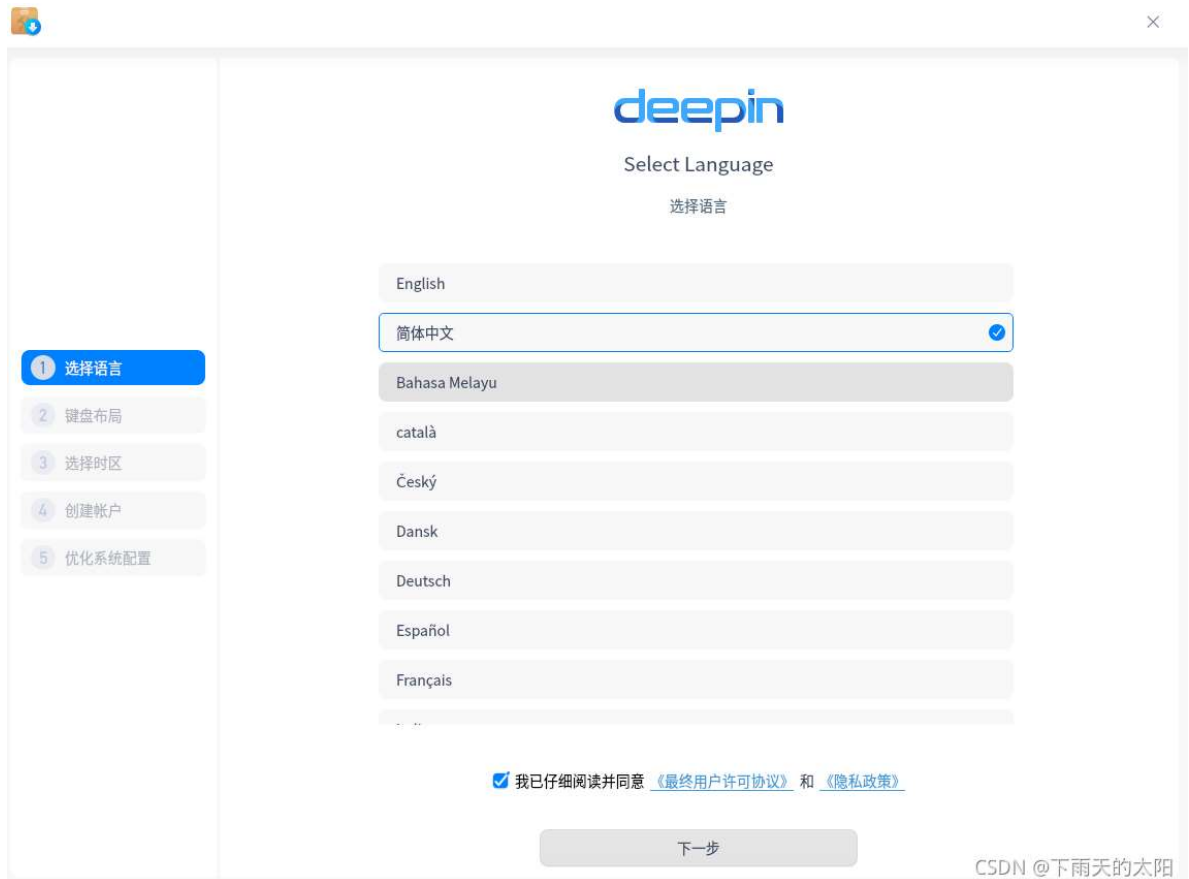 deepin
Select Language
选择语言
1 选择语言
2 键盘布局
3 选择时区
4 创建帐户
5 优化系统配置
English
简体中文
Bahasa Melayu
català
Český
Dansk
Deutsch
Español
Français
我已仔细阅读并同意 《最终用户许可协议》 和 《隐私政策》
下一步
CSDN @下雨天的太阳